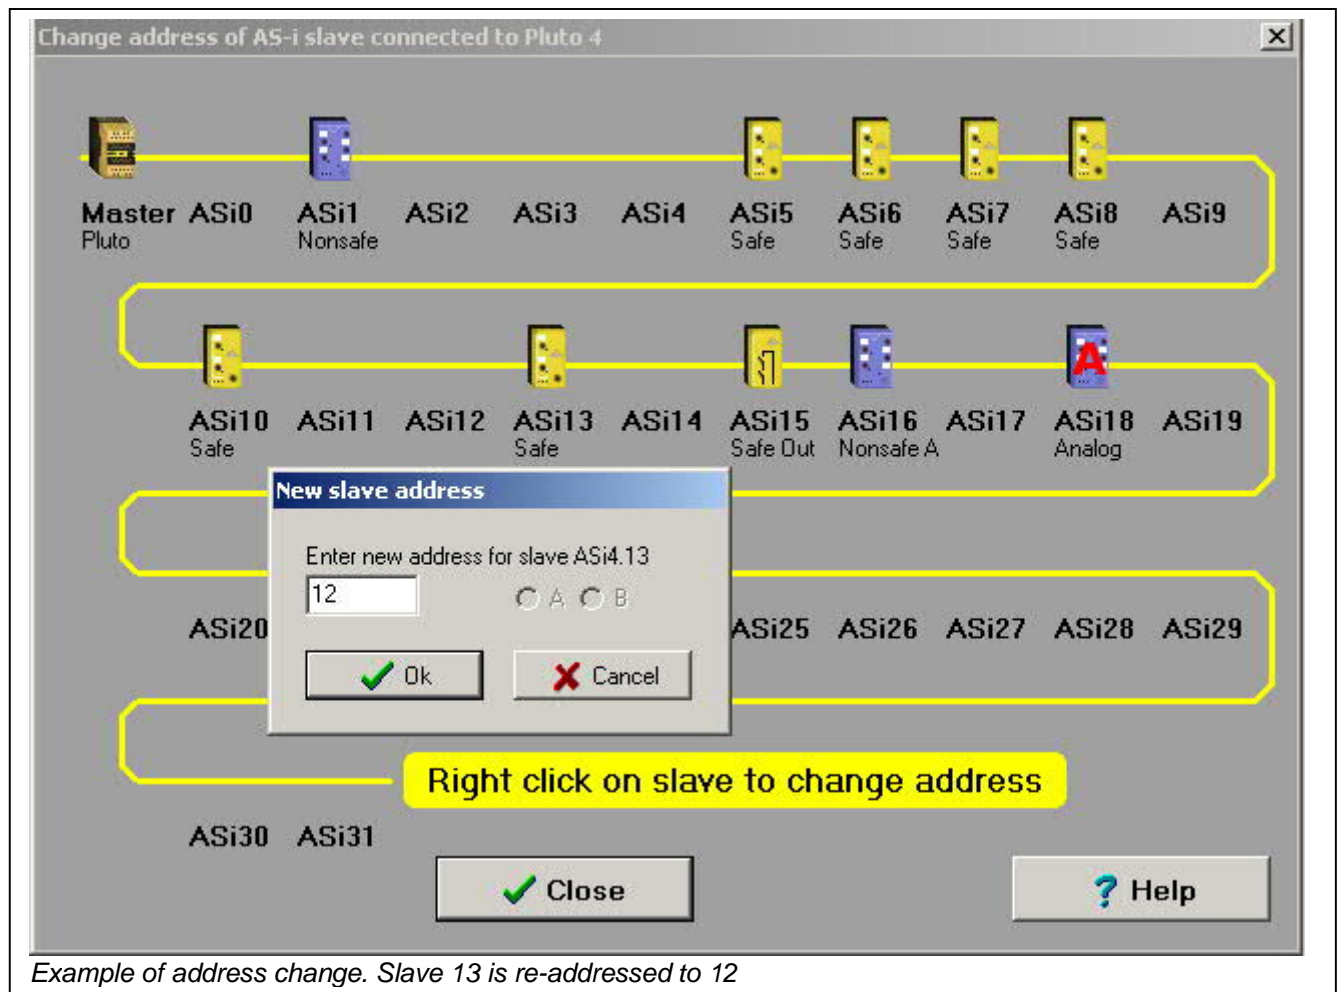 Change address of AS-i slave connected to Pluto 4
Master ASi0 ASi1 ASi2 ASi3 ASi4 ASi5 ASi6 ASi7 ASi8 ASi9
Pluto Nonsafe Safe Safe Safe Safe
A
ASi10 ASi11 ASi12 ASi13 ASi14 ASi15 ASi16 ASi17 ASi18 ASi19
Safe Safe Safe Out Nonsafe A Analog
New slave address
Enter new address for slave ASi4.13
12 A B
ASi20 ASi25 ASi26 ASi27 ASi28 ASi29
Ok Cancel
Right click on slave to change address
ASi30 ASi31
Close ? Help
Example of address change. Slave 13 is re-addressed to 12